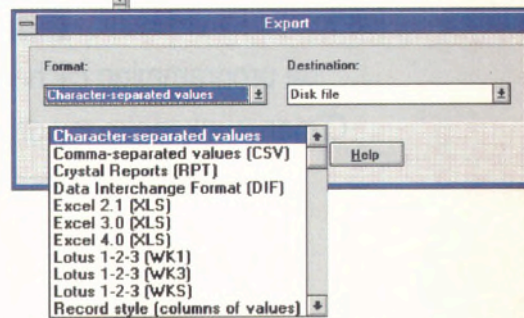 Export
Format:
Destination:
Character-separated values
Disk file
Character-separated values
Comma-separated values (CSV)
Crystal Reports (RPT)
Data Interchange Format (DIF)
Excel 2.1 (XLS)
Excel 3.0 (XLS)
Excel 4.0 (XLS)
Lotus 1-2-3 (WK1)
Lotus 1-2-3 (WK3)
Lotus 1-2-3 (WKS)
Record style (columns of values)
Help